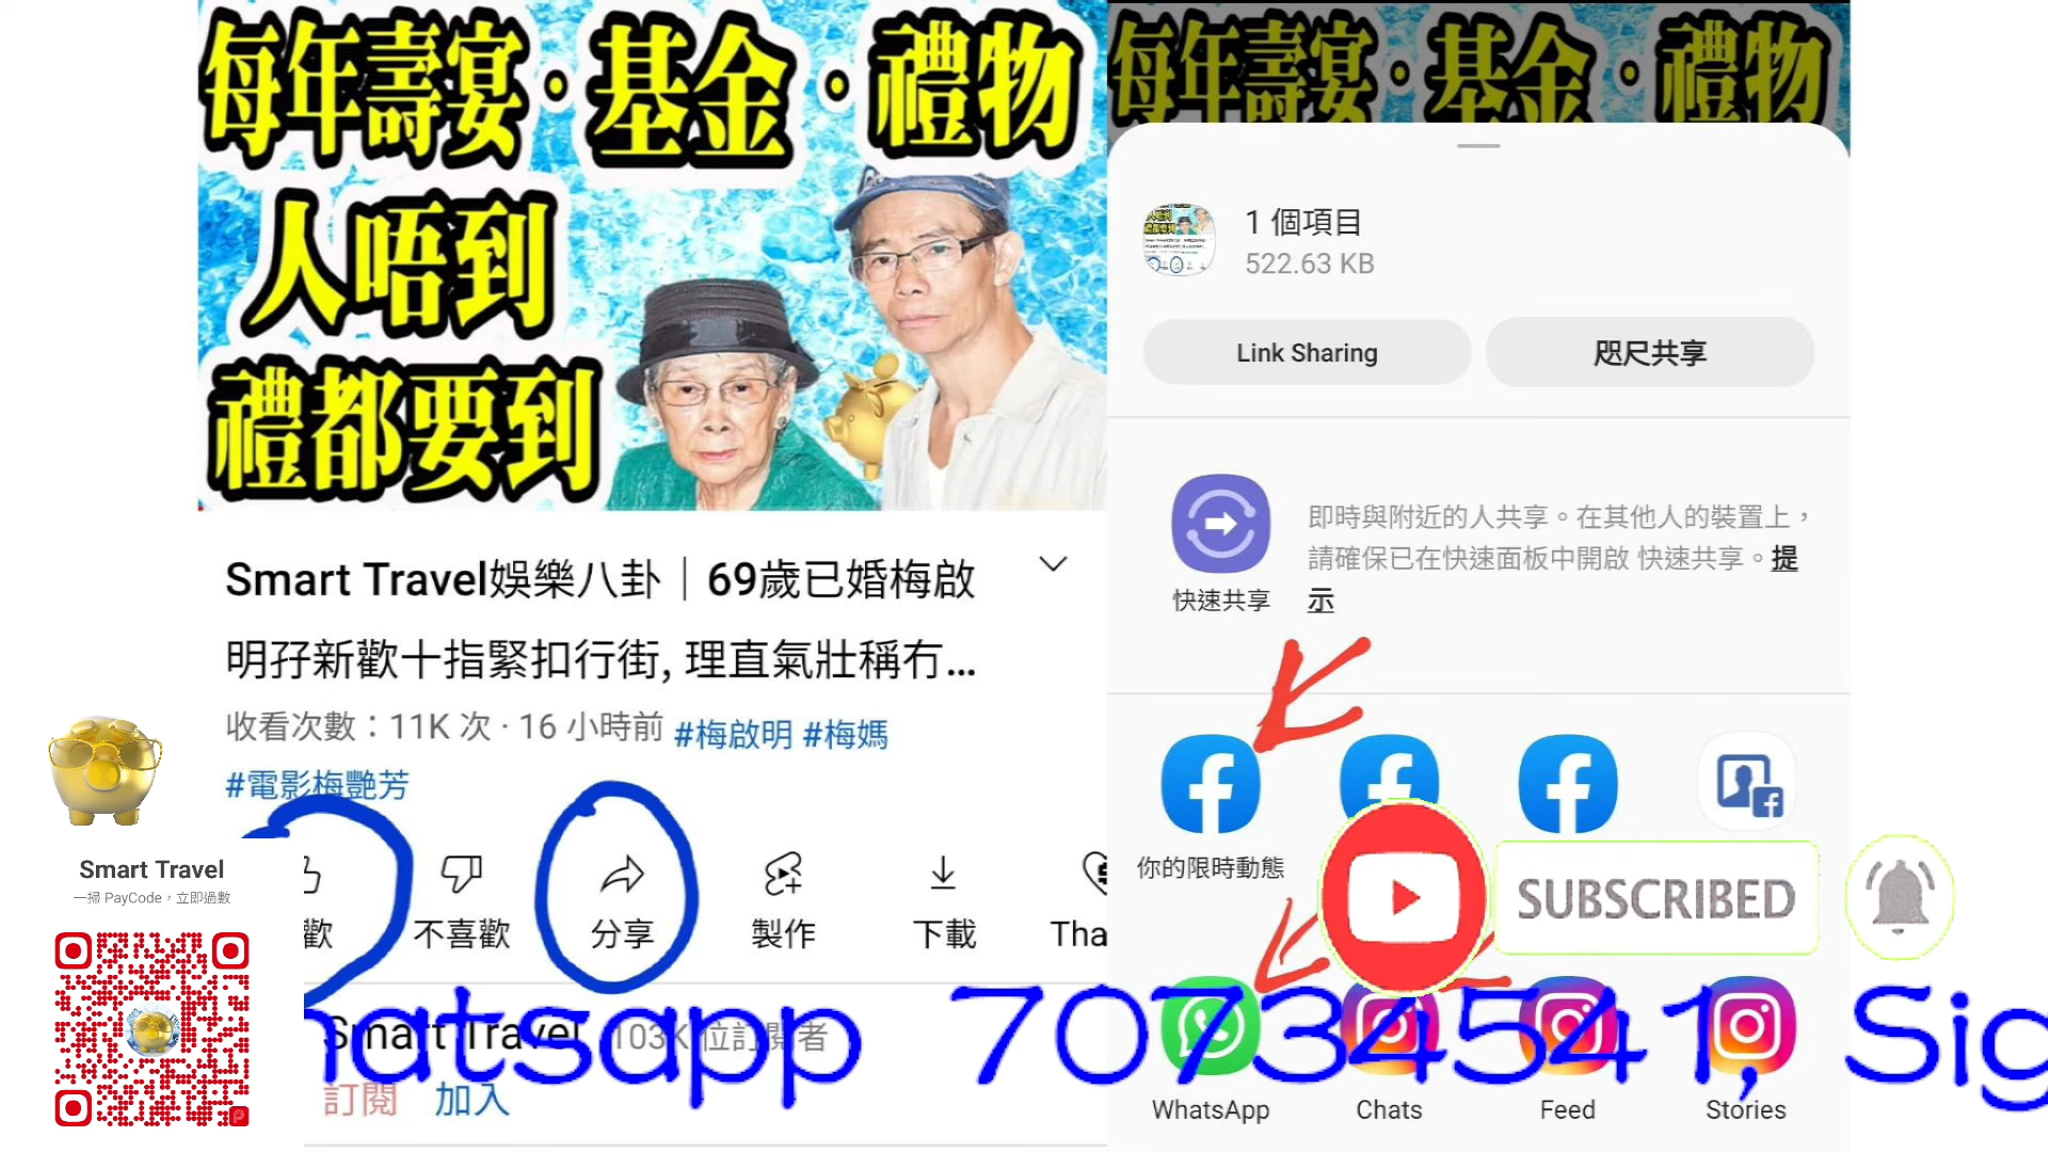 每年壽宴·基金·禮物
人唔到
禮都要到
Smart Travel娛樂八卦｜69歲已婚梅啟
明孖新歡十指緊扣行街, 理直氣壯稱冇...
收看次數：11K 次 · 16 小時前 #梅啟明 #梅媽
#電影梅艷芳
歡
不喜歡
分享
製作
下載
Tha
Smart Travel 103K 位訂閱者
訂閱 加入
Smart Travel
一掃 PayCode，立即過數
每年壽宴·基金·禮物
1 個項目
522.63 KB
Link Sharing
咫尺共享
快速共享
即時與附近的人共享。在其他人的裝置上，
請確保已在快速面板中開啟 快速共享。提
示
你的限時動態
SUBSCRIBED
WhatsApp
Chats
Feed
Stories
hatsapp 70734541, Sig